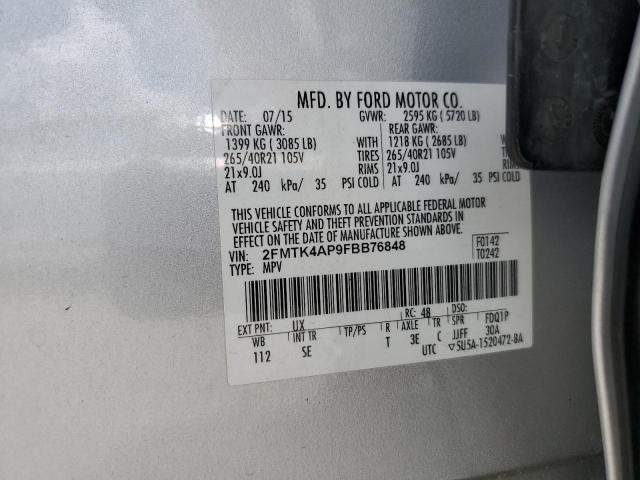 MFD. BY FORD MOTOR CO.
DATE: 07/15 GVWR: 2595 KG ( 5720 LB)
FRONT GAWR: REAR GAWR:
1399 KG ( 3085 LB) WITH 1218 KG ( 2685 LB) WITH
265/40R21 105V TIRES 265/40R21 105V TIRES
21x9.0J RIMS 21x9.0J RIMS
AT 240 kPa/ 35 PSI COLD AT 240 kPa/ 35 PSI COLD
THIS VEHICLE CONFORMS TO ALL APPLICABLE FEDERAL MOTOR
VEHICLE SAFETY AND THEFT PREVENTION STANDARDS IN
EFFECT ON THE DATE OF MANUFACTURE SHOWN ABOVE.
VIN: 2FMTK4AP9FBB76848 F0142
TYPE: MPV T0242
EXT PNT: UX RC: 48 DSO: FDQ1P
WB INT TR TP/PS R AXLE TR SPR
112 SE T 3E C JJFF 30A
UTC ▽5U5A-1520472-BA